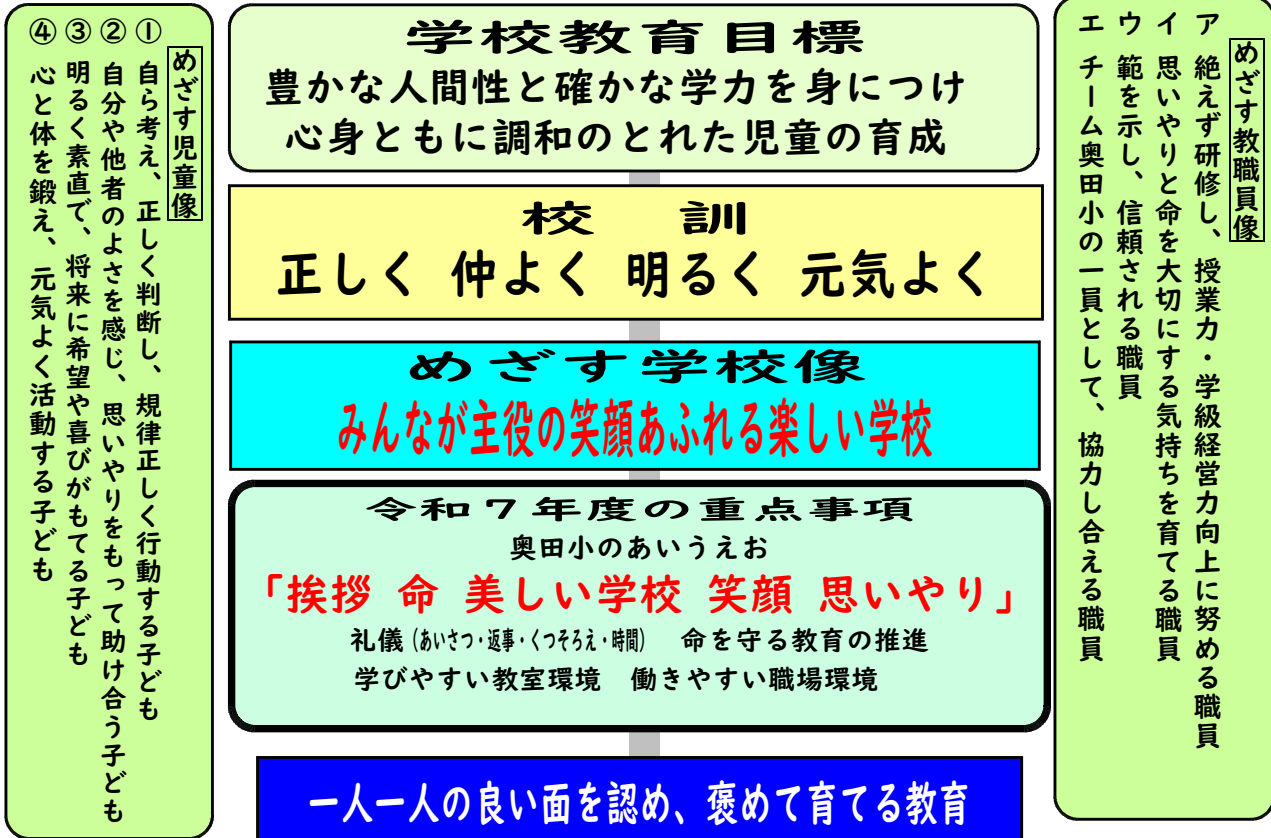 学校教育目標
豊かな人間性と確かな学力を身につけ
心身ともに調和のとれた児童の育成
校　訓
正しく 仲よく 明るく 元気よく
めざす学校像
みんなが主役の笑顔あふれる楽しい学校
令和７年度の重点事項
奥田小のあいうえお
「挨拶 命 美しい学校 笑顔 思いやり」
礼儀（あいさつ・返事・くつそろえ・時間）　命を守る教育の推進
学びやすい教室環境　働きやすい職場環境
一人一人の良い面を認め、褒めて育てる教育
めざす教職員像
ア 絶えず研修し、授業力・学級経営力向上に努める職員
イ 思いやりと命を大切にする気持ちを育てる職員
ウ 範を示し、信頼される職員
エ チーム奥田小の一員として、協力し合える職員
めざす児童像
① 自ら考え、正しく判断し、規律正しく行動する子ども
② 自分や他者のよさを感じ、思いやりをもって助け合う子ども
③ 明るく素直で、将来に希望や喜びがもてる子ども
④ 心と体を鍛え、元気よく活動する子ども